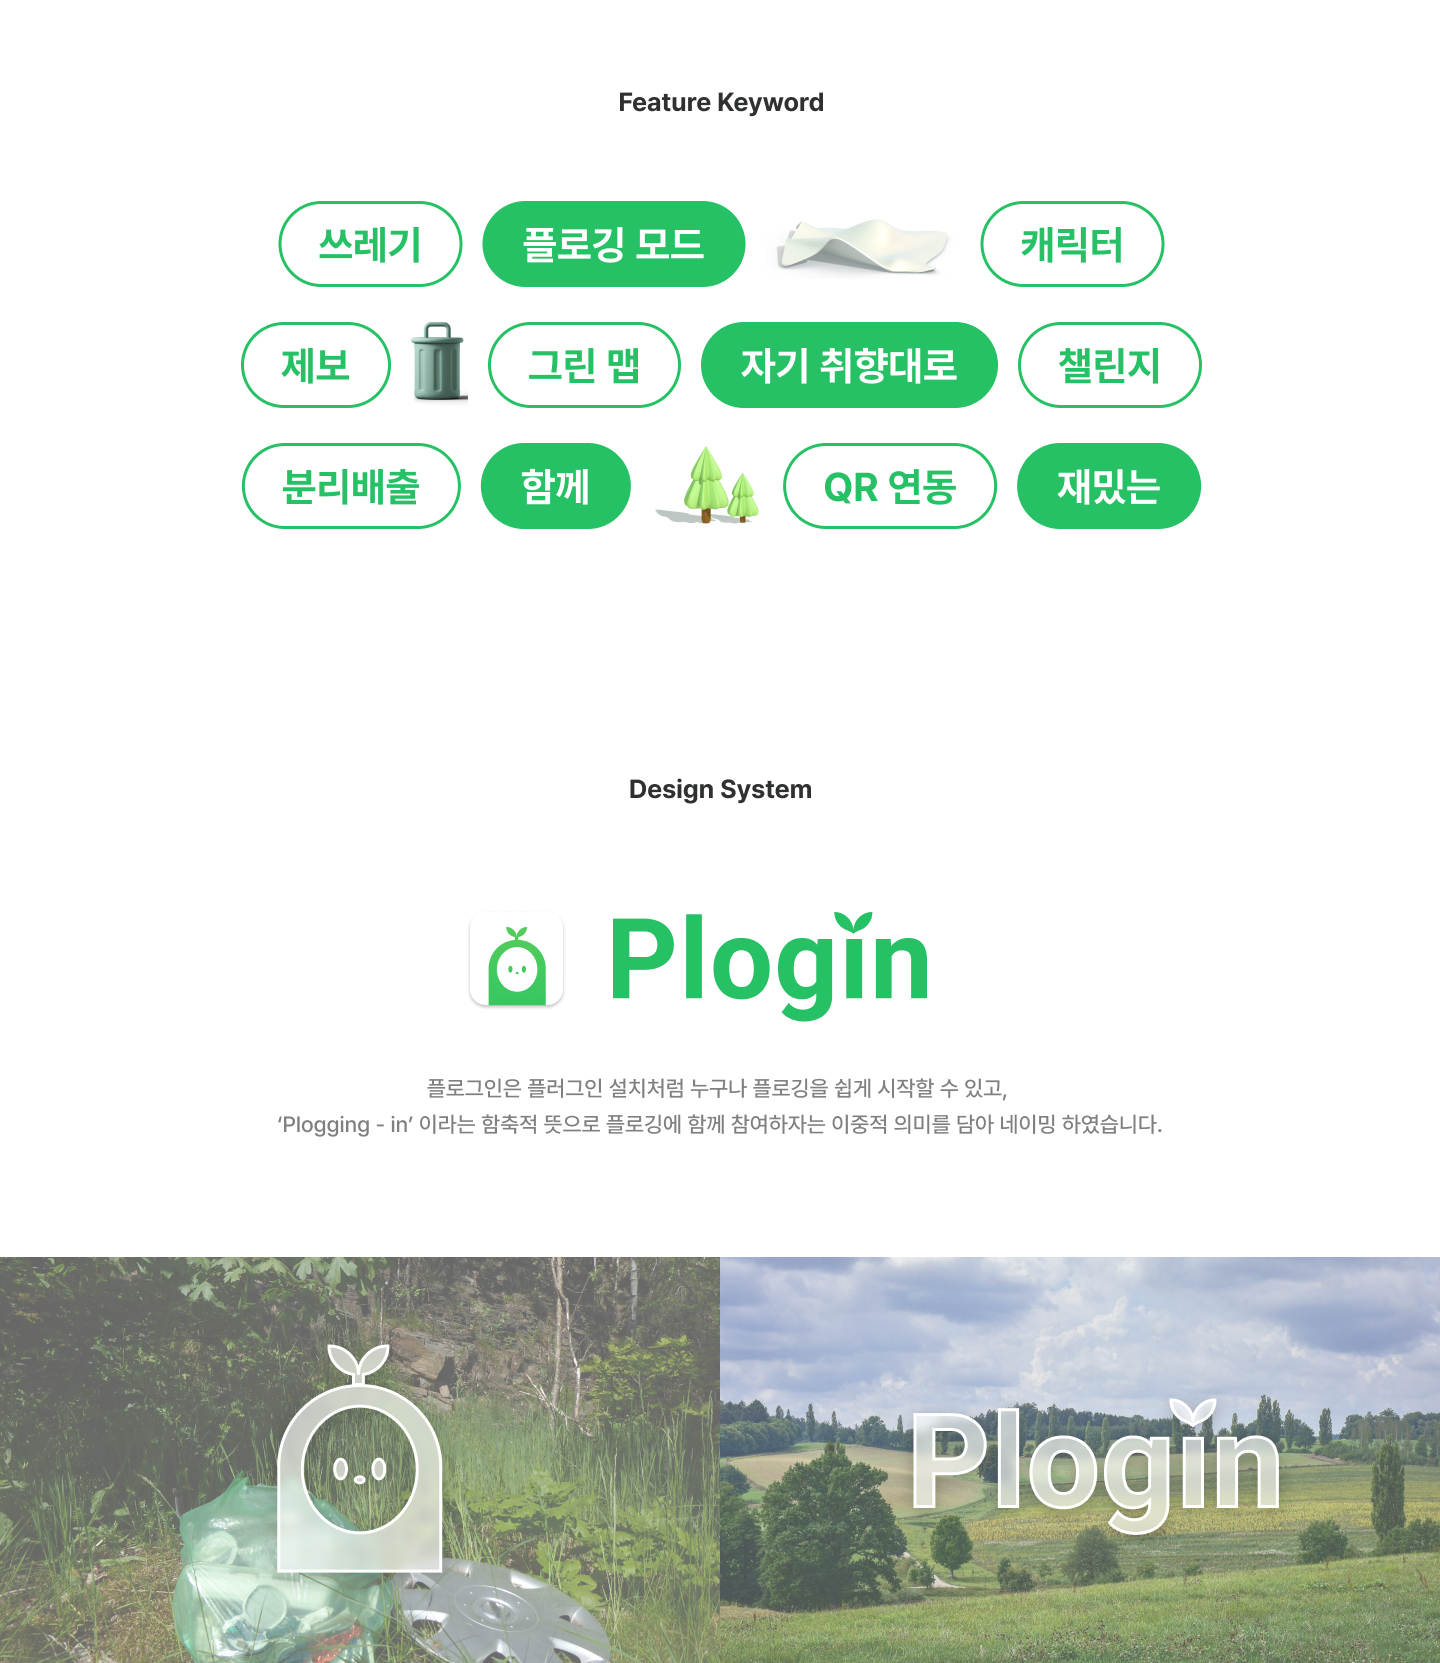 Feature Keyword
쓰레기 플로깅 모드 캐릭터
제보 그린 맵 자기 취향대로 챌린지
분리배출 함께 QR 연동 재밌는
Design System
Plogin
플로그인은 플러그인 설치처럼 누구나 플로깅을 쉽게 시작할 수 있고,
‘Plogging - in’ 이라는 함축적 뜻으로 플로깅에 함께 참여하자는 이중적 의미를 담아 네이밍 하였습니다.
Plogin